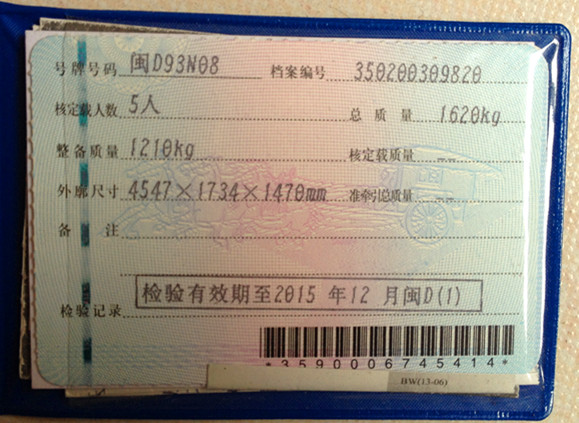 号牌号码 闽D93N08 档案编号 350200309820
核定载人数 5人 总质量 1620kg
整备质量 1210kg 核定载质量 --
外廓尺寸 4547×1734×1470mm 准牵引总质量 --
备注
检验记录 检验有效期至2015年12月闽D(1)
*3590006745414*
BW(13-06)